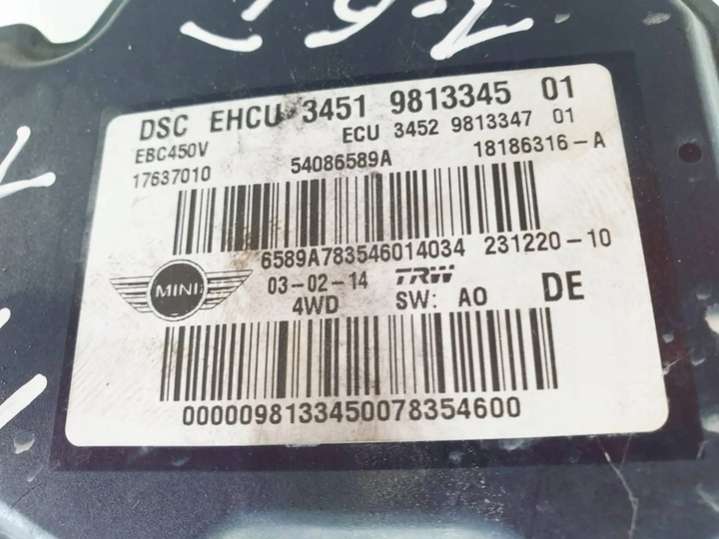 DSC EHCU 3451 9813345 01
ECU 3452 9813347 01
EBC450V
17637010 54086589A 18186316-A
6589A783546014034 231220-10
MINI 03-02-14 TRW DE
4WD SW: AO
0000098133450078354600